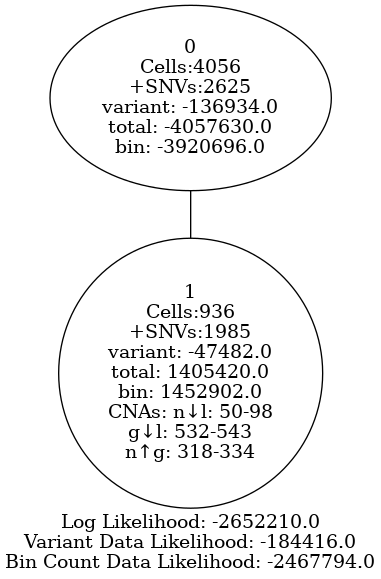 0
Cells:4056
+SNVs:2625
variant: -136934.0
total: -4057630.0
bin: -3920696.0
1
Cells:936
+SNVs:1985
variant: -47482.0
total: 1405420.0
bin: 1452902.0
CNAs: n↓l: 50-98
g↓l: 532-543
n↑g: 318-334
Log Likelihood: -2652210.0
Variant Data Likelihood: -184416.0
Bin Count Data Likelihood: -2467794.0